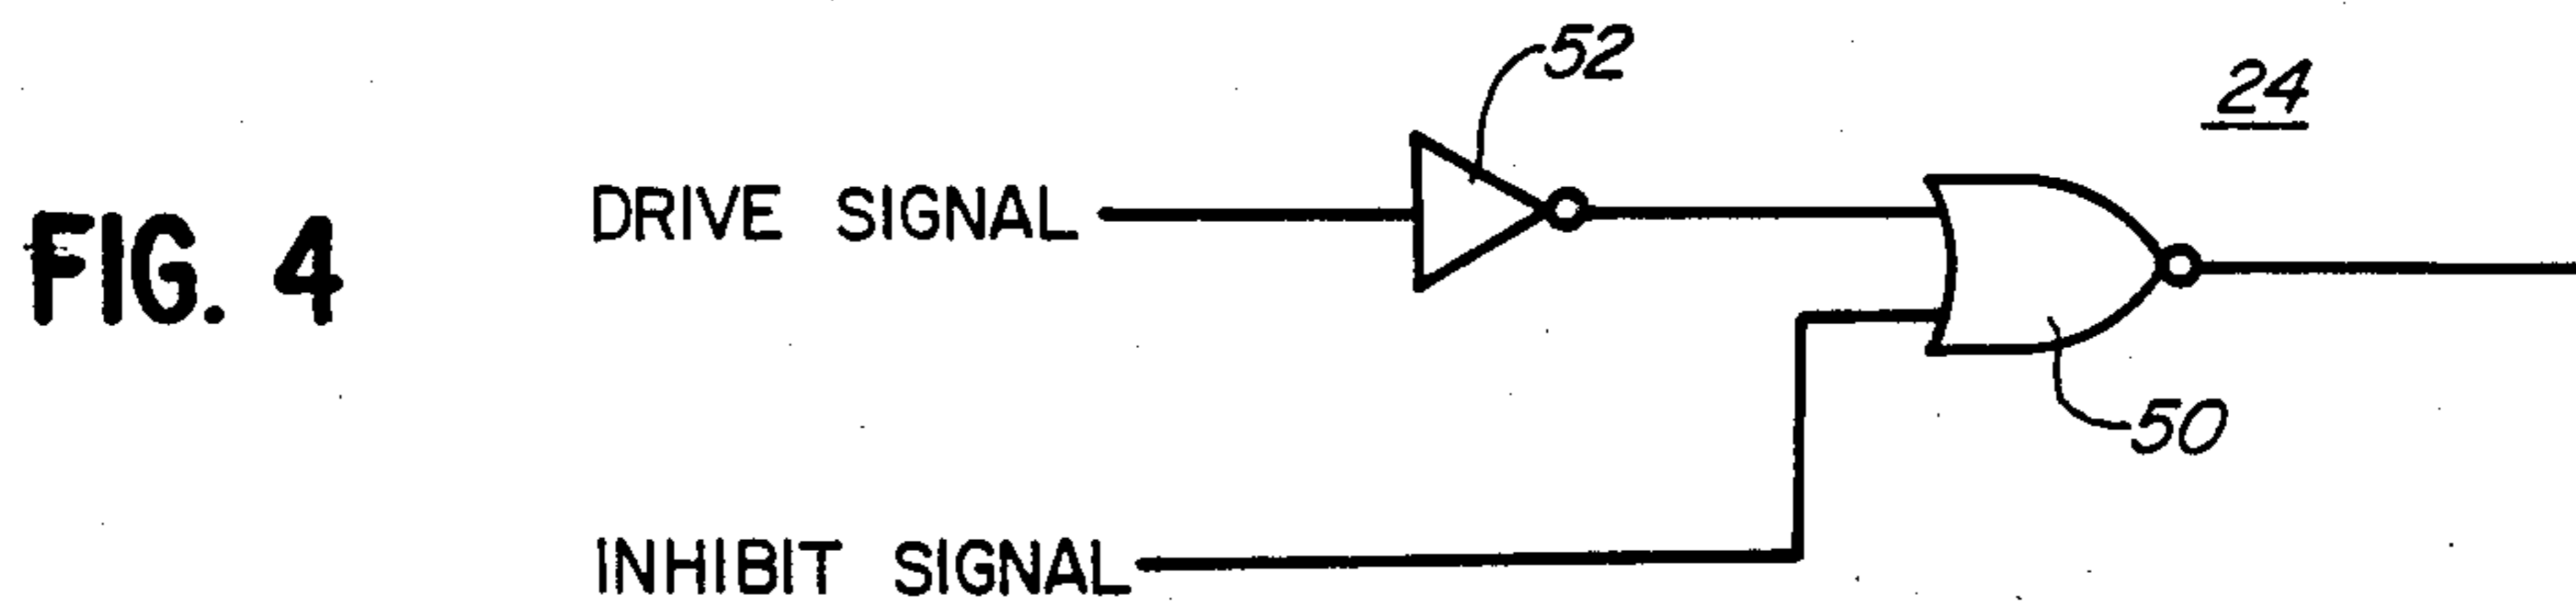 52
24
DRIVE SIGNAL
FIG. 4
50
INHIBIT SIGNAL